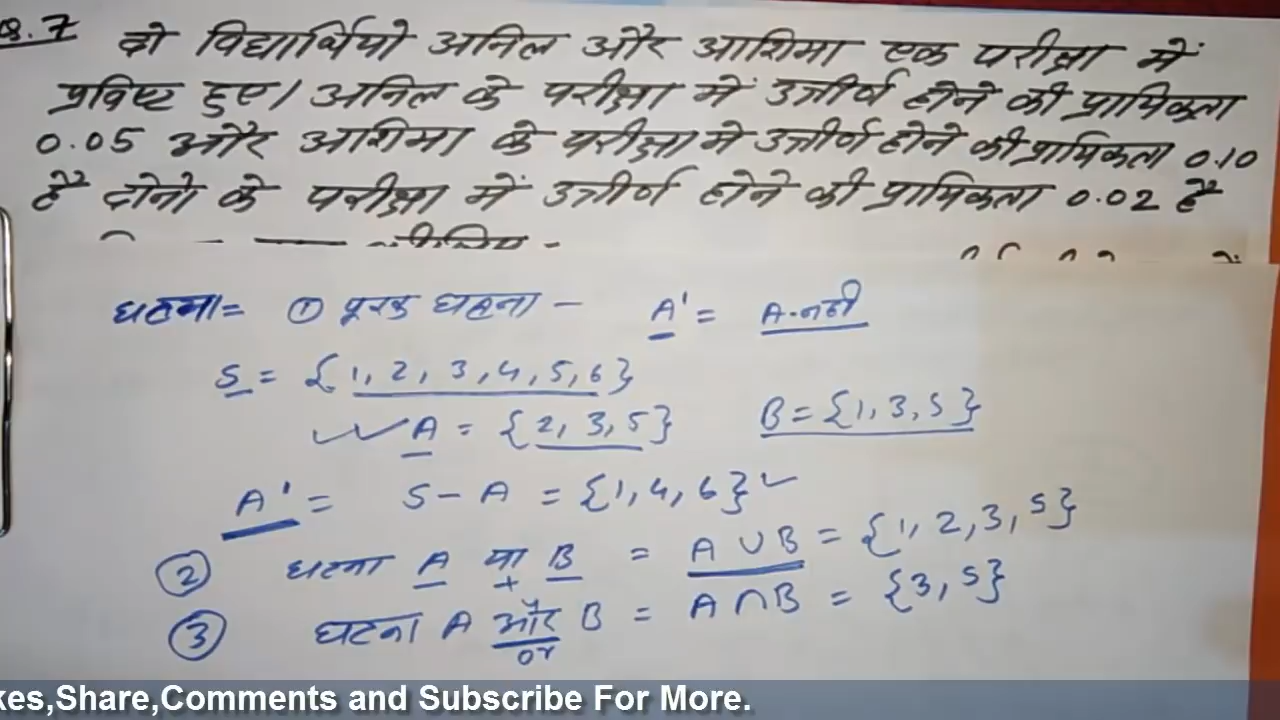 Q.7 दो विद्यार्थियो अनिल और आशिमा एक परीक्षा में
प्रविष्ट हुए। अनिल के परीक्षा में उत्तीर्ण होने की प्रायिकता
0.05 और आशिमा के परीक्षा मे उत्तीर्ण होने की प्रायिकता 0.10
है दोनो के परीक्षा में उत्तीर्ण होने की प्रायिकता 0.02 है
घटना= ① पूरक घटना - A' = A-नही
S = {1, 2, 3, 4, 5, 6}
A = {2, 3, 5} B = {1, 3, 5}
A' = S - A = {1, 4, 6}
② घटना A या B = A ∪ B = {1, 2, 3, 5}
+
③ घटना A और B = A ∩ B = {3, 5}
or
kes,Share,Comments and Subscribe For More.